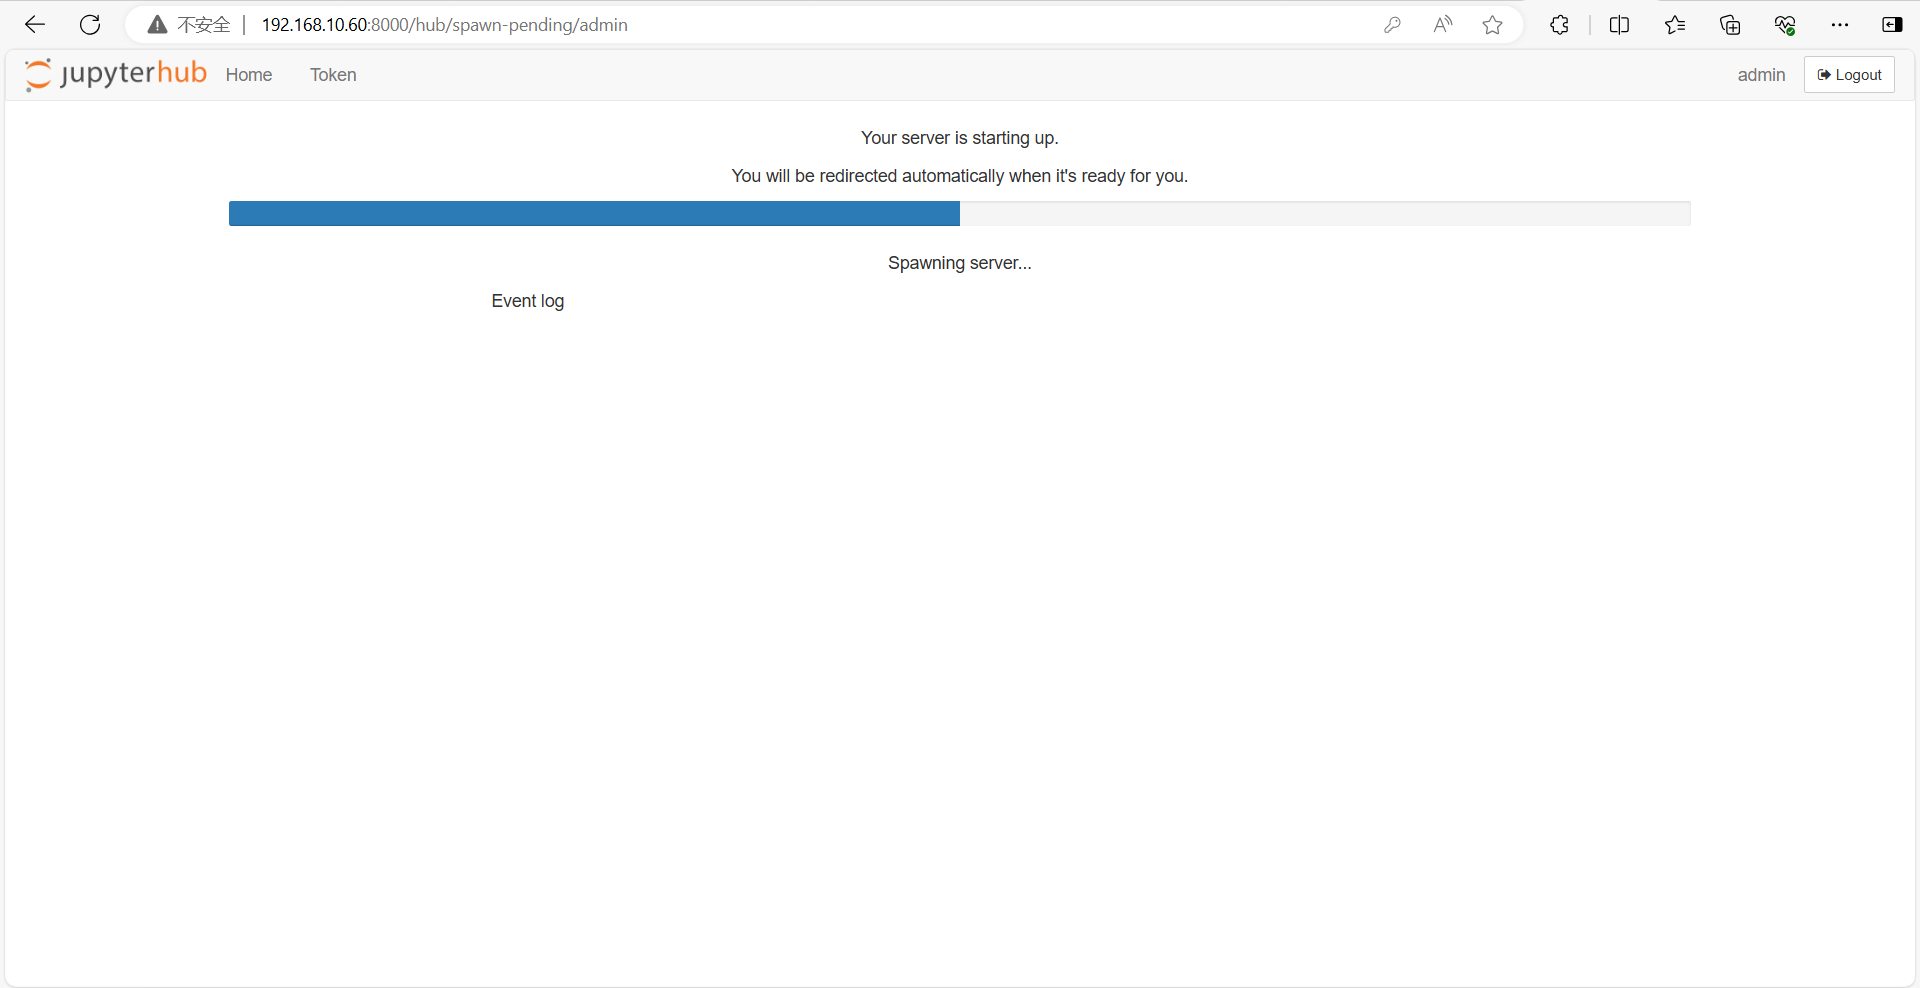 不安全 192.168.10.60:8000/hub/spawn-pending/admin
jupyterhub Home Token admin Logout
Your server is starting up.
You will be redirected automatically when it's ready for you.
Spawning server...
Event log